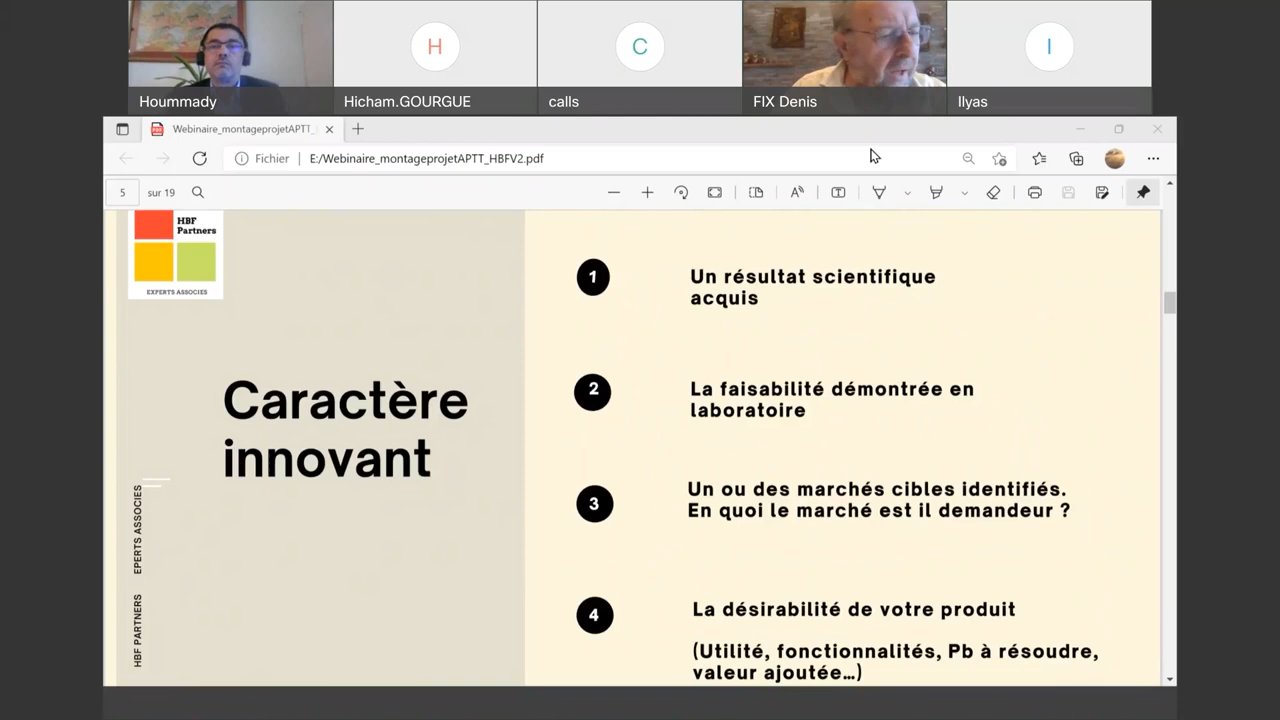 H
C
I
Hoummady
Hicham.GOURGUE
calls
FIX Denis
Ilyas
Webinaire_montageprojetAPTT_
Fichier
E:/Webinaire_montageprojetAPTT_HBFV2.pdf
5 sur 19
HBF
Partners
EXPERTS ASSOCIES
Caractère
innovant
HBF PARTNERS EPERTS ASSOCIES
1
Un résultat scientifique
acquis
2
La faisabilité démontrée en
laboratoire
3
Un ou des marchés cibles identifiés.
En quoi le marché est il demandeur ?
4
La désirabilité de votre produit
(Utilité, fonctionnalités, Pb à résoudre,
valeur ajoutée...)